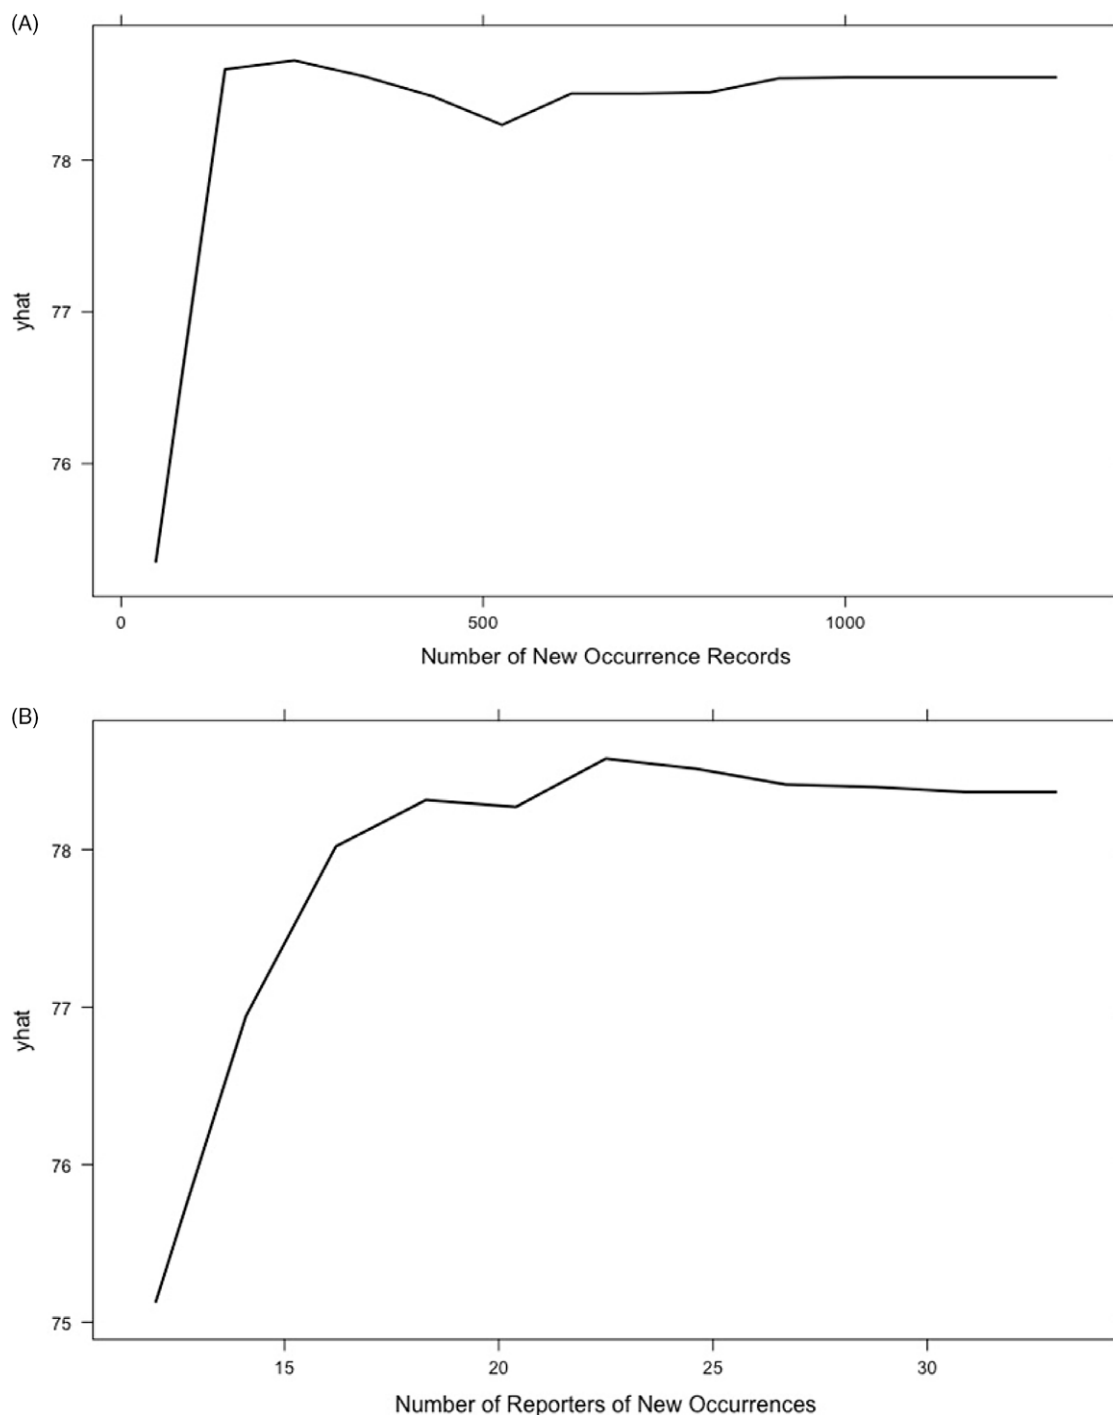 (A)
yhat
78
77
76
0 500 1000
Number of New Occurrence Records
(B)
yhat
78
77
76
75
15 20 25 30
Number of Reporters of New Occurrences